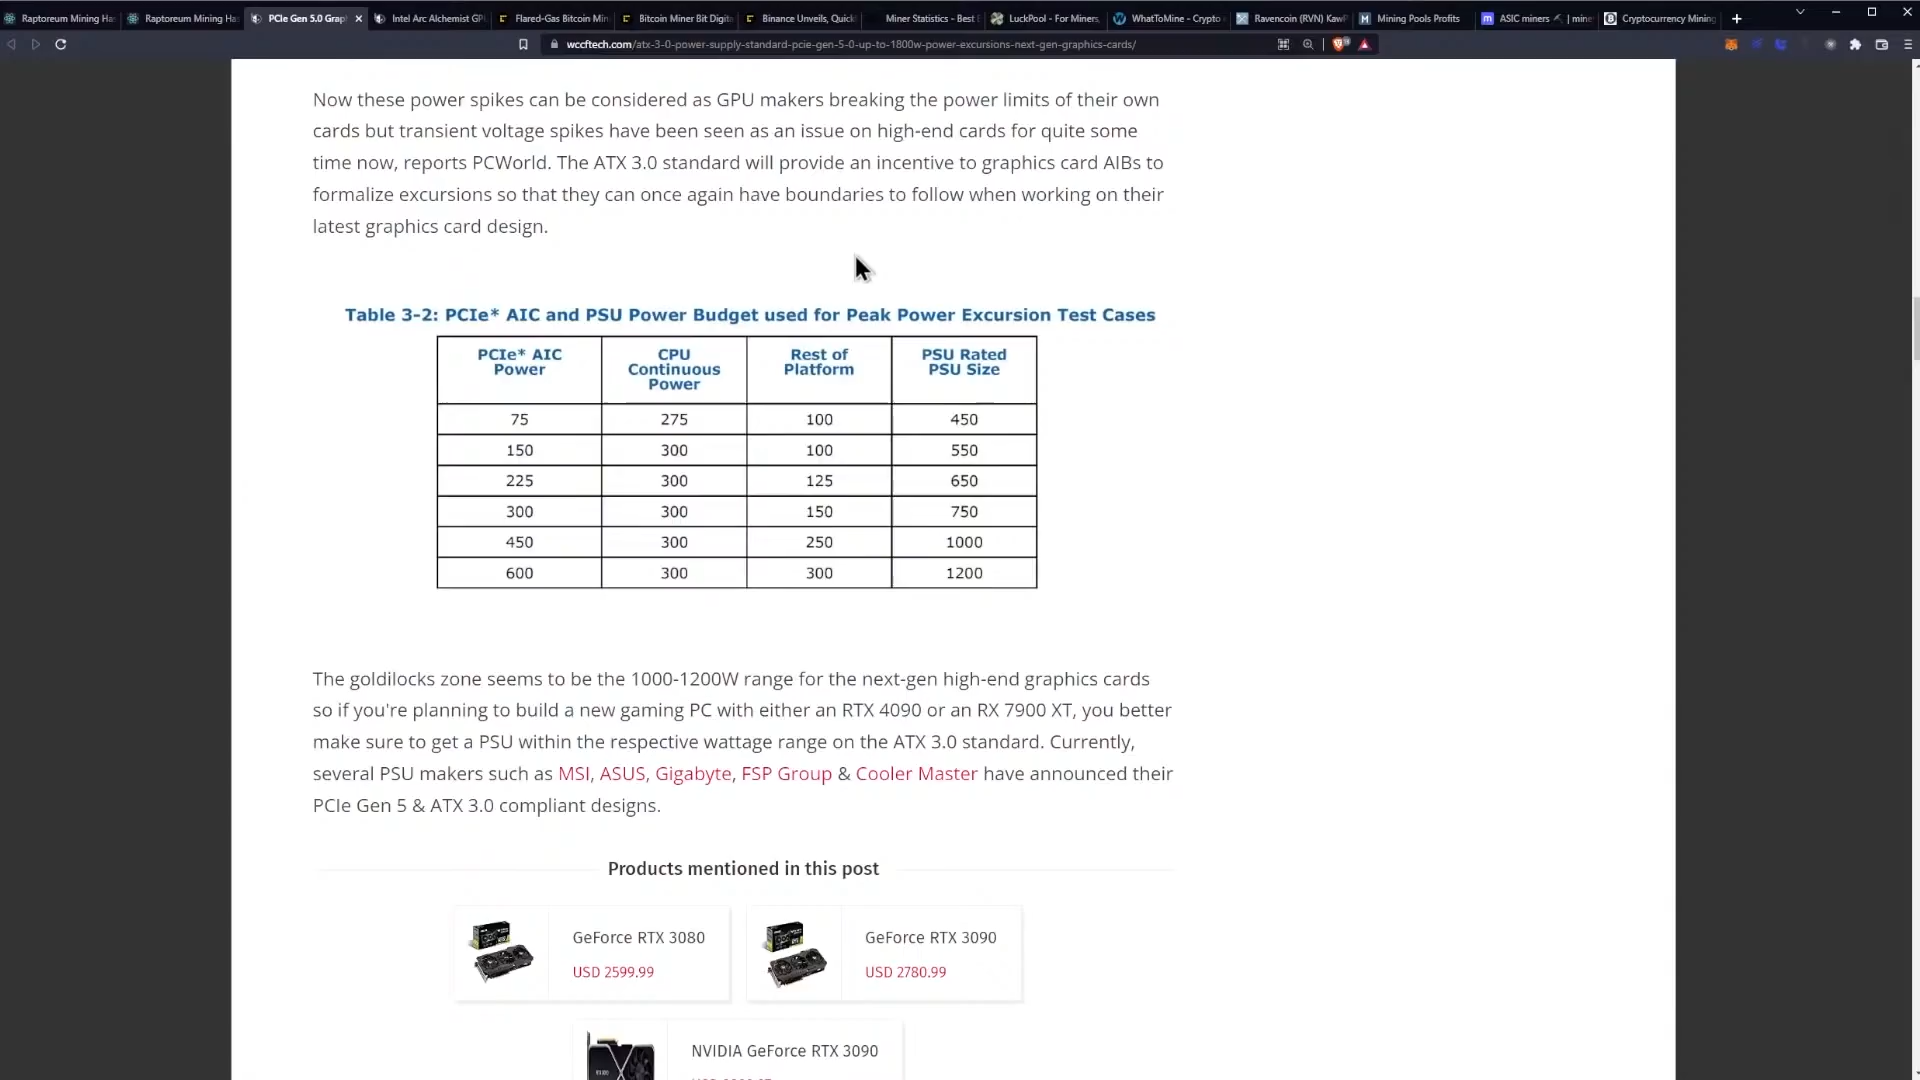 Raptoreum Mining Ha
Raptoreum Mining Ha
PCIe Gen 5.0 Grap
Intel Arc Alchemist GP
Flared-Gas Bitcoin Min
Bitcoin Miner Bit Digita
Binance Unveils, Quick
Miner Statistics - Best E
LuckPool - For Miners,
WhatToMine - Crypto
Ravencoin (RVN) KawP
Mining Pools Profits
ASIC miners
mine
Cryptocurrency Mining
wccftech.com/atx-3-0-power-supply-standard-pcie-gen-5-0-up-to-1800w-power-excursions-next-gen-graphics-cards/
Now these power spikes can be considered as GPU makers breaking the power limits of their own
cards but transient voltage spikes have been seen as an issue on high-end cards for quite some
time now, reports PCWorld. The ATX 3.0 standard will provide an incentive to graphics card AIBs to
formalize excursions so that they can once again have boundaries to follow when working on their
latest graphics card design.
Table 3-2: PCIe* AIC and PSU Power Budget used for Peak Power Excursion Test Cases
PCIe* AIC Power CPU Continuous Power Rest of Platform PSU Rated PSU Size
75 275 100 450
150 300 100 550
225 300 125 650
300 300 150 750
450 300 250 1000
600 300 300 1200
The goldilocks zone seems to be the 1000-1200W range for the next-gen high-end graphics cards
so if you're planning to build a new gaming PC with either an RTX 4090 or an RX 7900 XT, you better
make sure to get a PSU within the respective wattage range on the ATX 3.0 standard. Currently,
several PSU makers such as MSI, ASUS, Gigabyte, FSP Group & Cooler Master have announced their
PCIe Gen 5 & ATX 3.0 compliant designs.
Products mentioned in this post
GeForce RTX 3080
USD 2599.99
GeForce RTX 3090
USD 2780.99
NVIDIA GeForce RTX 3090